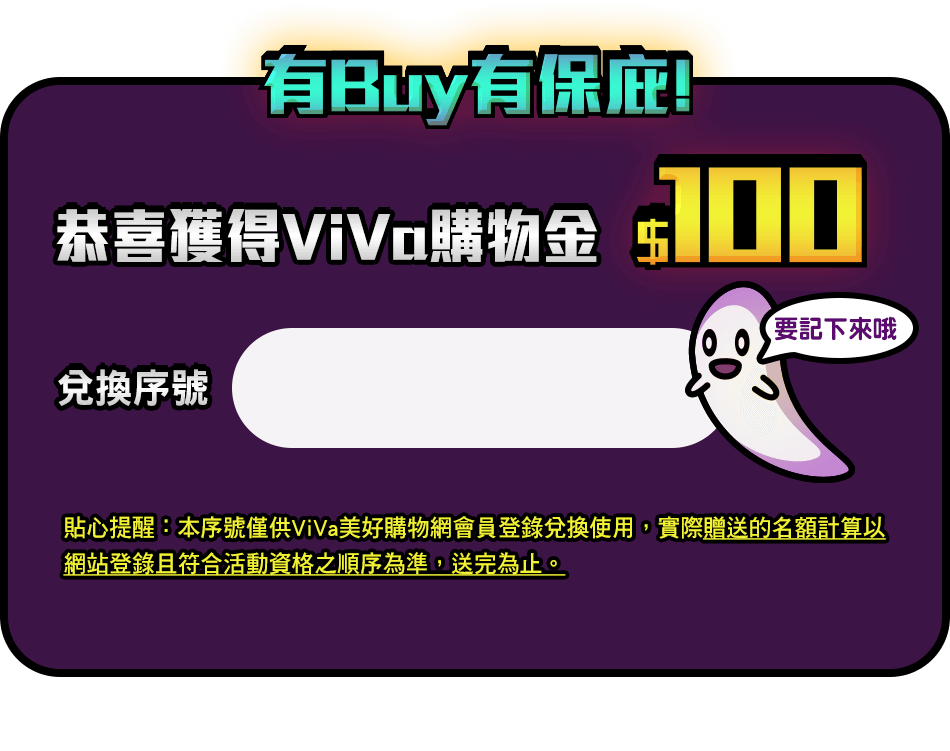 有Buy有保庇!
恭喜獲得ViVa購物金 $100
要記下來哦
兌換序號
貼心提醒：本序號僅供ViVa美好購物網會員登錄兌換使用，實際贈送的名額計算以
網站登錄且符合活動資格之順序為準，送完為止。